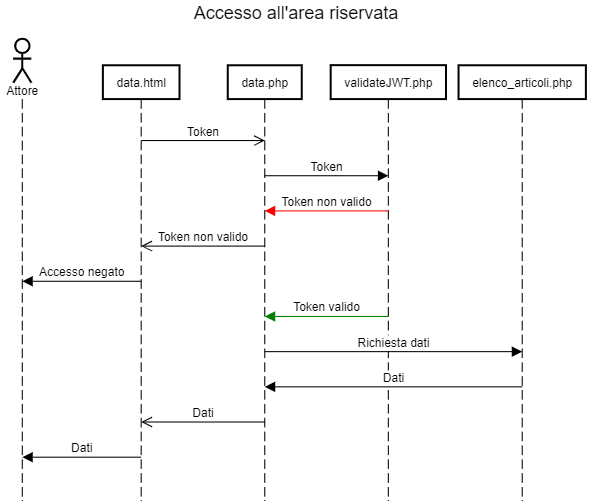 Accesso all'area riservata
Attore
data.html
data.php
validateJWT.php
elenco_articoli.php
Token
Token
Token non valido
Token non valido
Accesso negato
Token valido
Richiesta dati
Dati
Dati
Dati